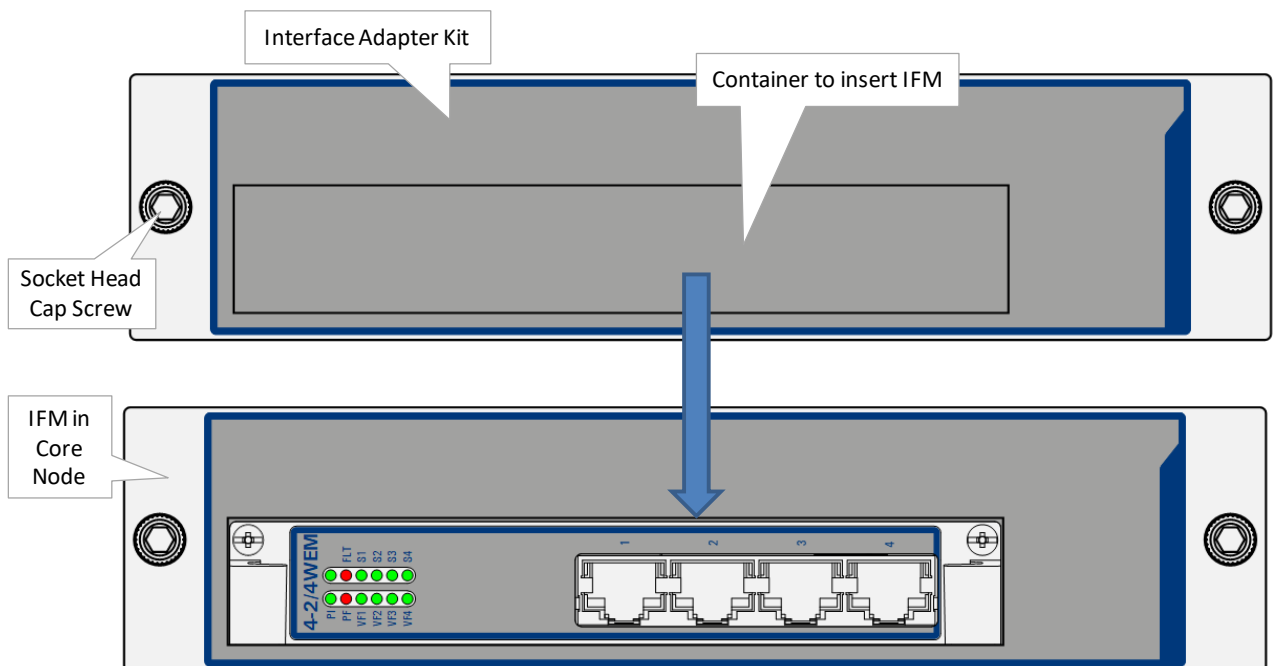 Interface Adapter Kit
Container to insert IFM
Socket Head
Cap Screw
IFM in
Core
Node
4-2/4WEM
FLT
S1
S2
S3
S4
PI
PF
VF1
VF2
VF3
VF4
1
2
3
4